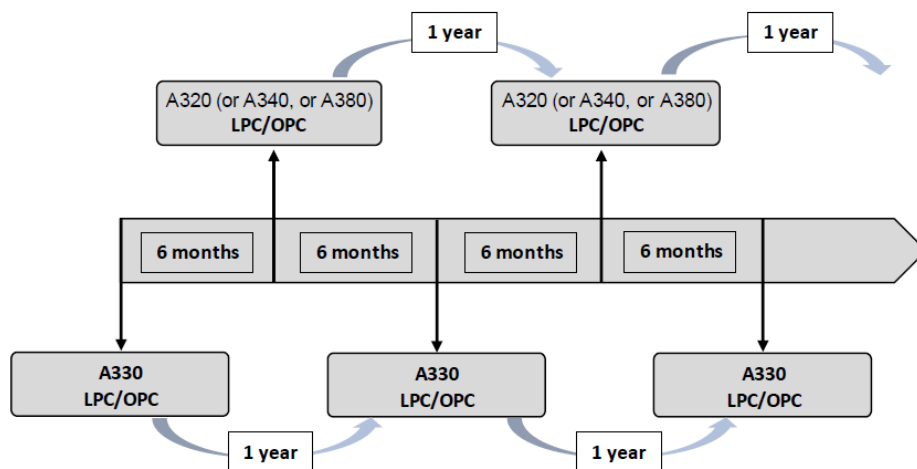 1 year
1 year
A320 (or A340, or A380)
LPC/OPC
A320 (or A340, or A380)
LPC/OPC
6 months
6 months
6 months
6 months
A330
LPC/OPC
A330
LPC/OPC
A330
LPC/OPC
1 year
1 year